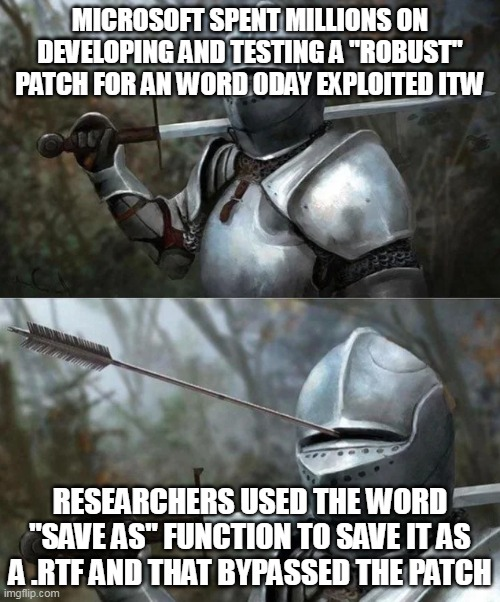 MICROSOFT SPENT MILLIONS ON
DEVELOPING AND TESTING A "ROBUST"
PATCH FOR AN WORD 0DAY EXPLOITED ITW
RESEARCHERS USED THE WORD
"SAVE AS" FUNCTION TO SAVE IT AS
A .RTF AND THAT BYPASSED THE PATCH
imgflip.com